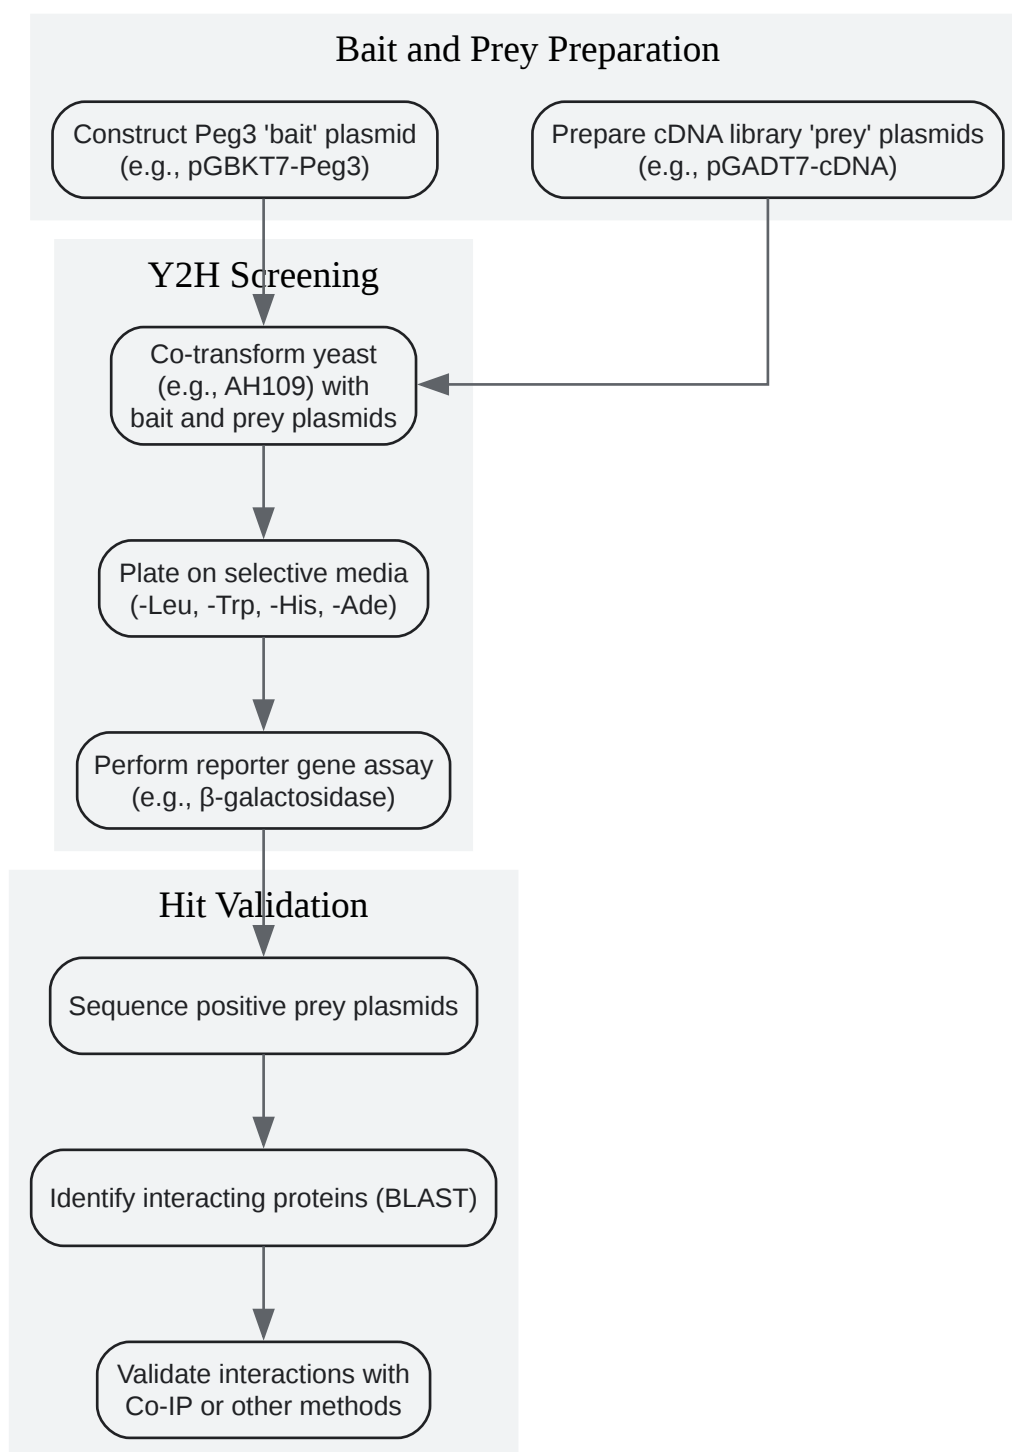 Bait and Prey Preparation
Construct Peg3 'bait' plasmid
(e.g., pGBKT7-Peg3)
Prepare cDNA library 'prey' plasmids
(e.g., pGADT7-cDNA)
Y2H Screening
Co-transform yeast
(e.g., AH109) with
bait and prey plasmids
Plate on selective media
(-Leu, -Trp, -His, -Ade)
Perform reporter gene assay
(e.g., β-galactosidase)
Hit Validation
Sequence positive prey plasmids
Identify interacting proteins (BLAST)
Validate interactions with
Co-IP or other methods